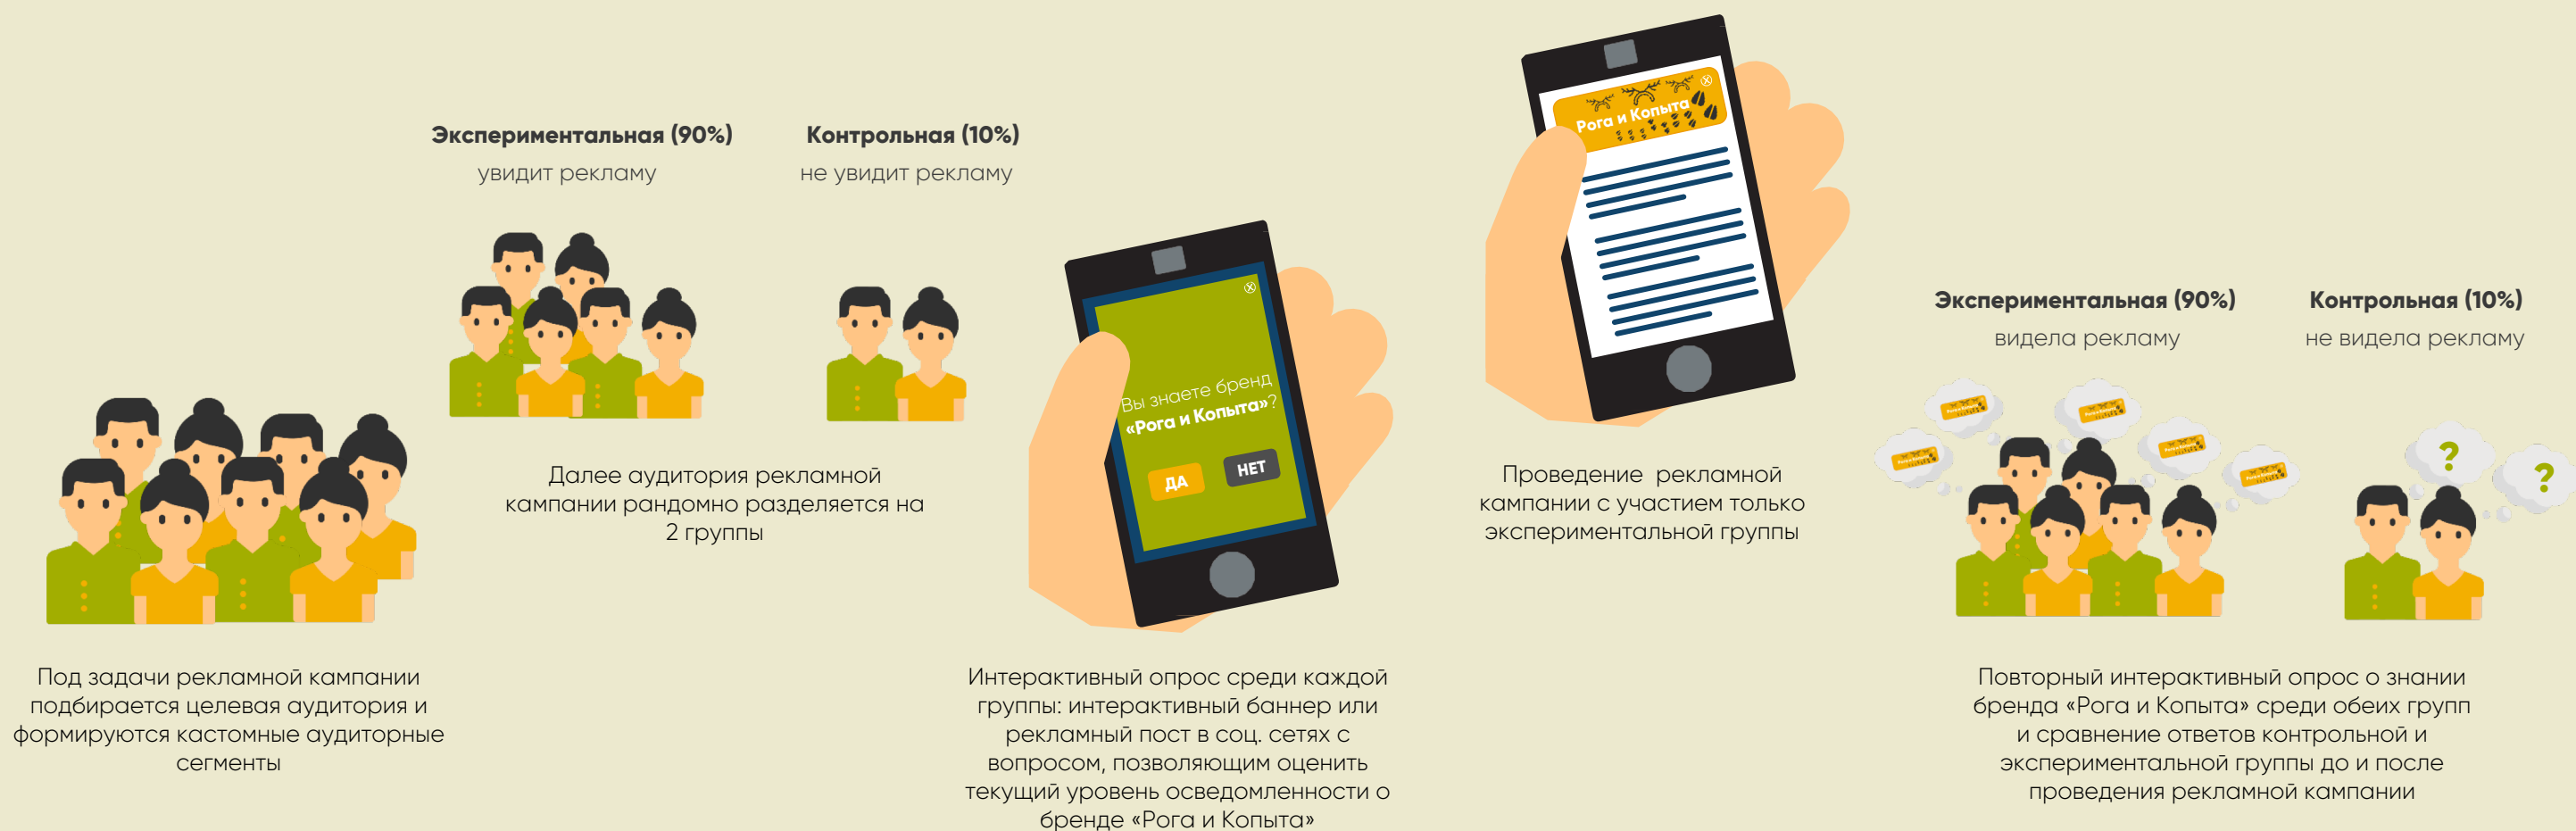 Экспериментальная (90%)
увидит рекламу
Контрольная (10%)
не увидит рекламу
Под задачи рекламной кампании
подбирается целевая аудитория и
формируются кастомные аудиторные
сегменты
Далее аудитория рекламной
кампании рандомно разделяется на
2 группы
Вы знаете бренд
«Рога и Копыта»?
ДА
НЕТ
Интерактивный опрос среди каждой
группы: интерактивный баннер или
рекламный пост в соц. сетях с
вопросом, позволяющим оценить
текущий уровень осведомленности о
бренде «Рога и Копыта»
Рога и Копыта
Проведение рекламной
кампании с участием только
экспериментальной группы
Экспериментальная (90%)
видела рекламу
Контрольная (10%)
не видела рекламу
?
?
Повторный интерактивный опрос о знании
бренда «Рога и Копыта» среди обеих групп
и сравнение ответов контрольной и
экспериментальной группы до и после
проведения рекламной кампании